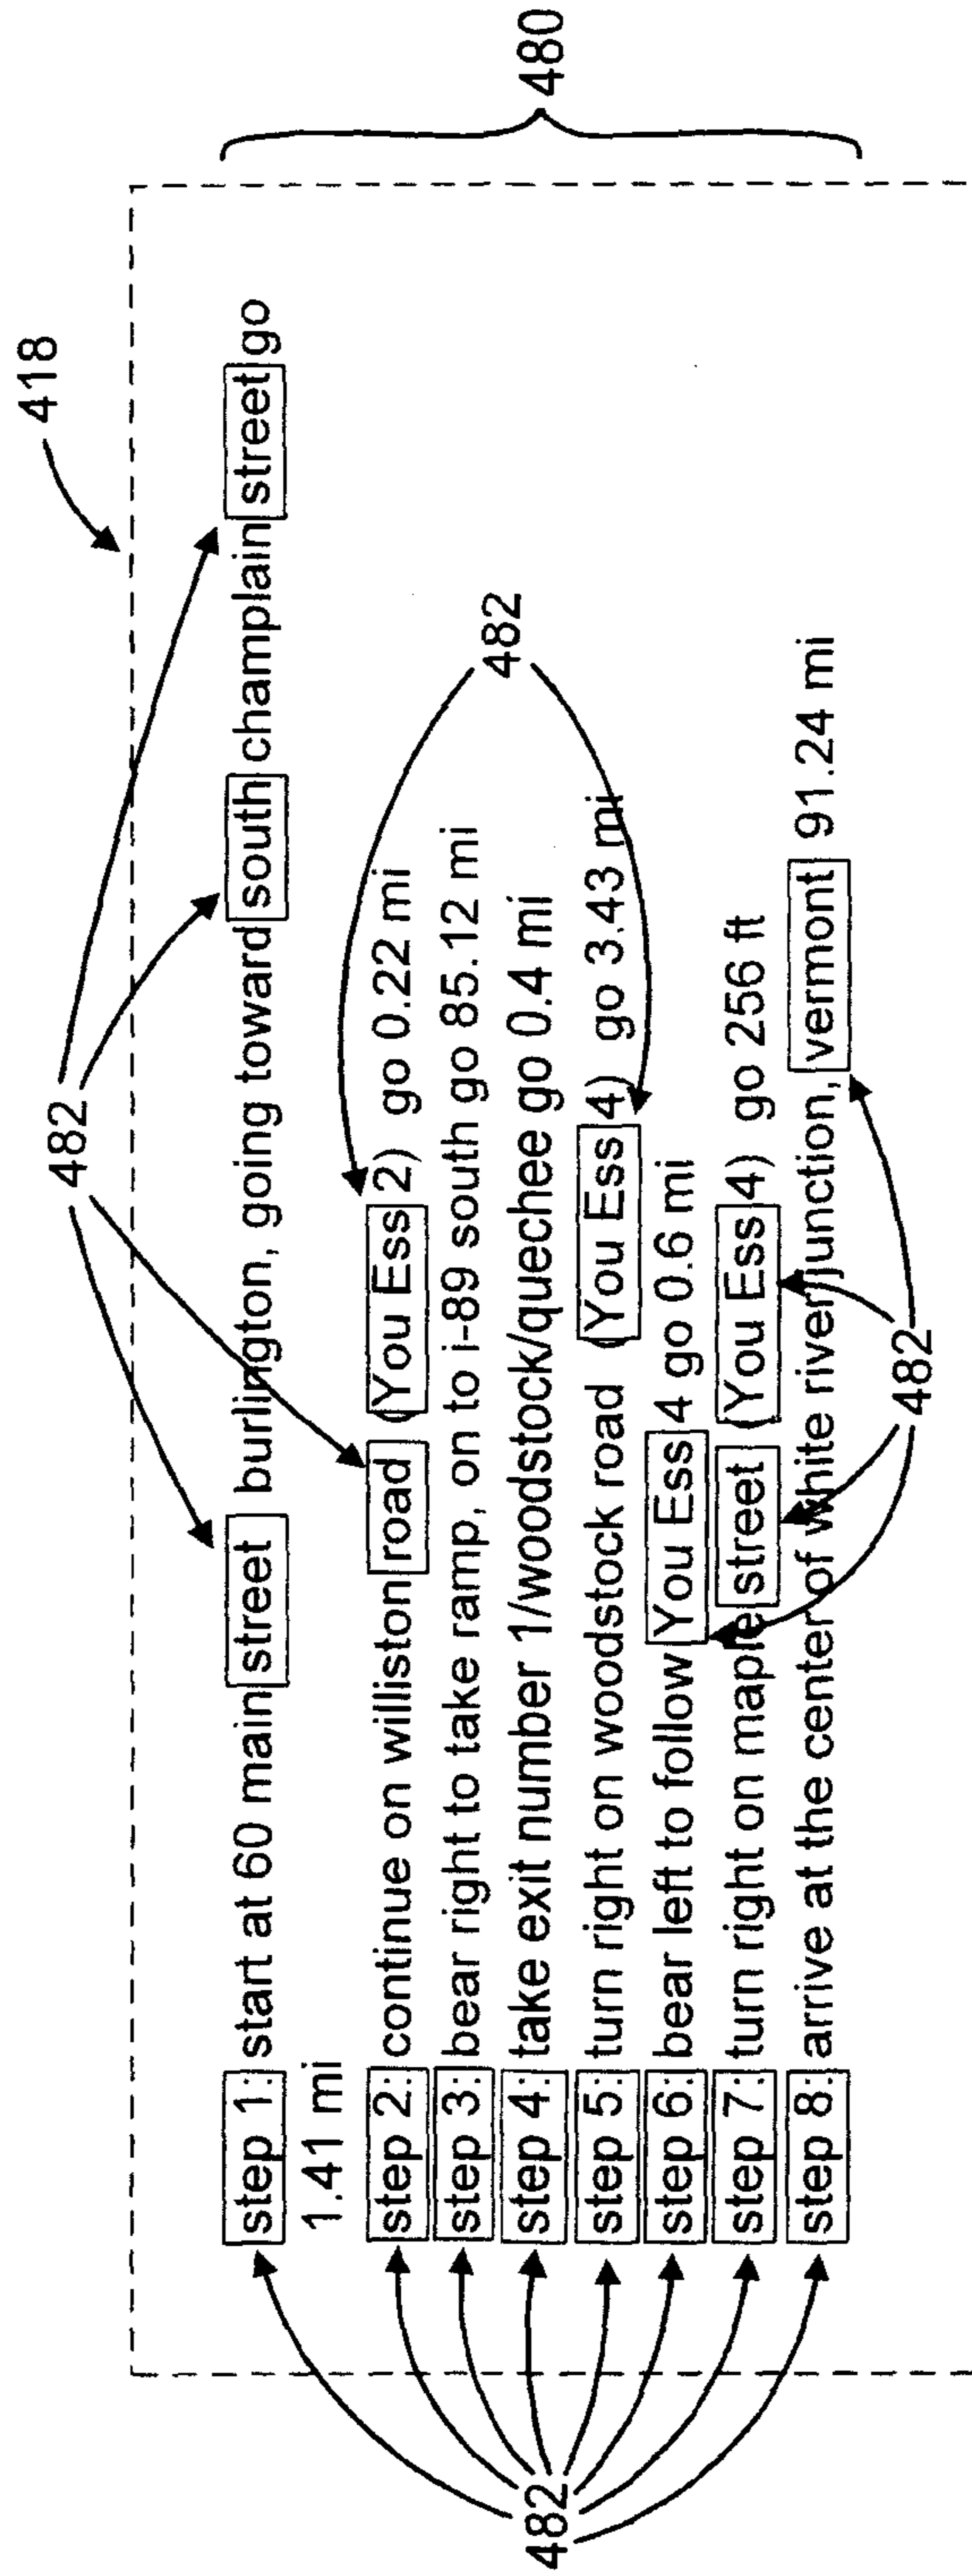 418
482
step 1: start at 60 main street burlington, going toward south champlain street go
1.41 mi
step 2: continue on williston road (You Ess 2) go 0.22 mi
step 3: bear right to take ramp, on to i-89 south go 85.12 mi
step 4: take exit number 1/woodstock/quechee go 0.4 mi
step 5: turn right on woodstock road (You Ess 4) go 3.43 mi
step 6: bear left to follow You Ess 4 go 0.6 mi
step 7: turn right on maple street (You Ess 4) go 256 ft
step 8: arrive at the center of white river/junction, vermont 91.24 mi
480
482
482
482